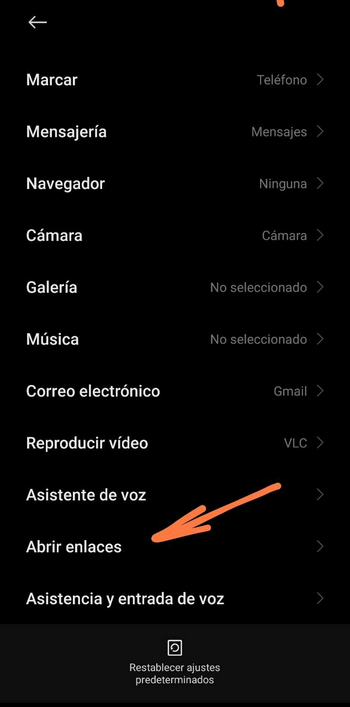 Marcar Teléfono
Mensajería Mensajes
Navegador Ninguna
Cámara Cámara
Galería No seleccionado
Música No seleccionado
Correo electrónico Gmail
Reproducir vídeo VLC
Asistente de voz
Abrir enlaces
Asistencia y entrada de voz
Restablecer ajustes
predeterminados